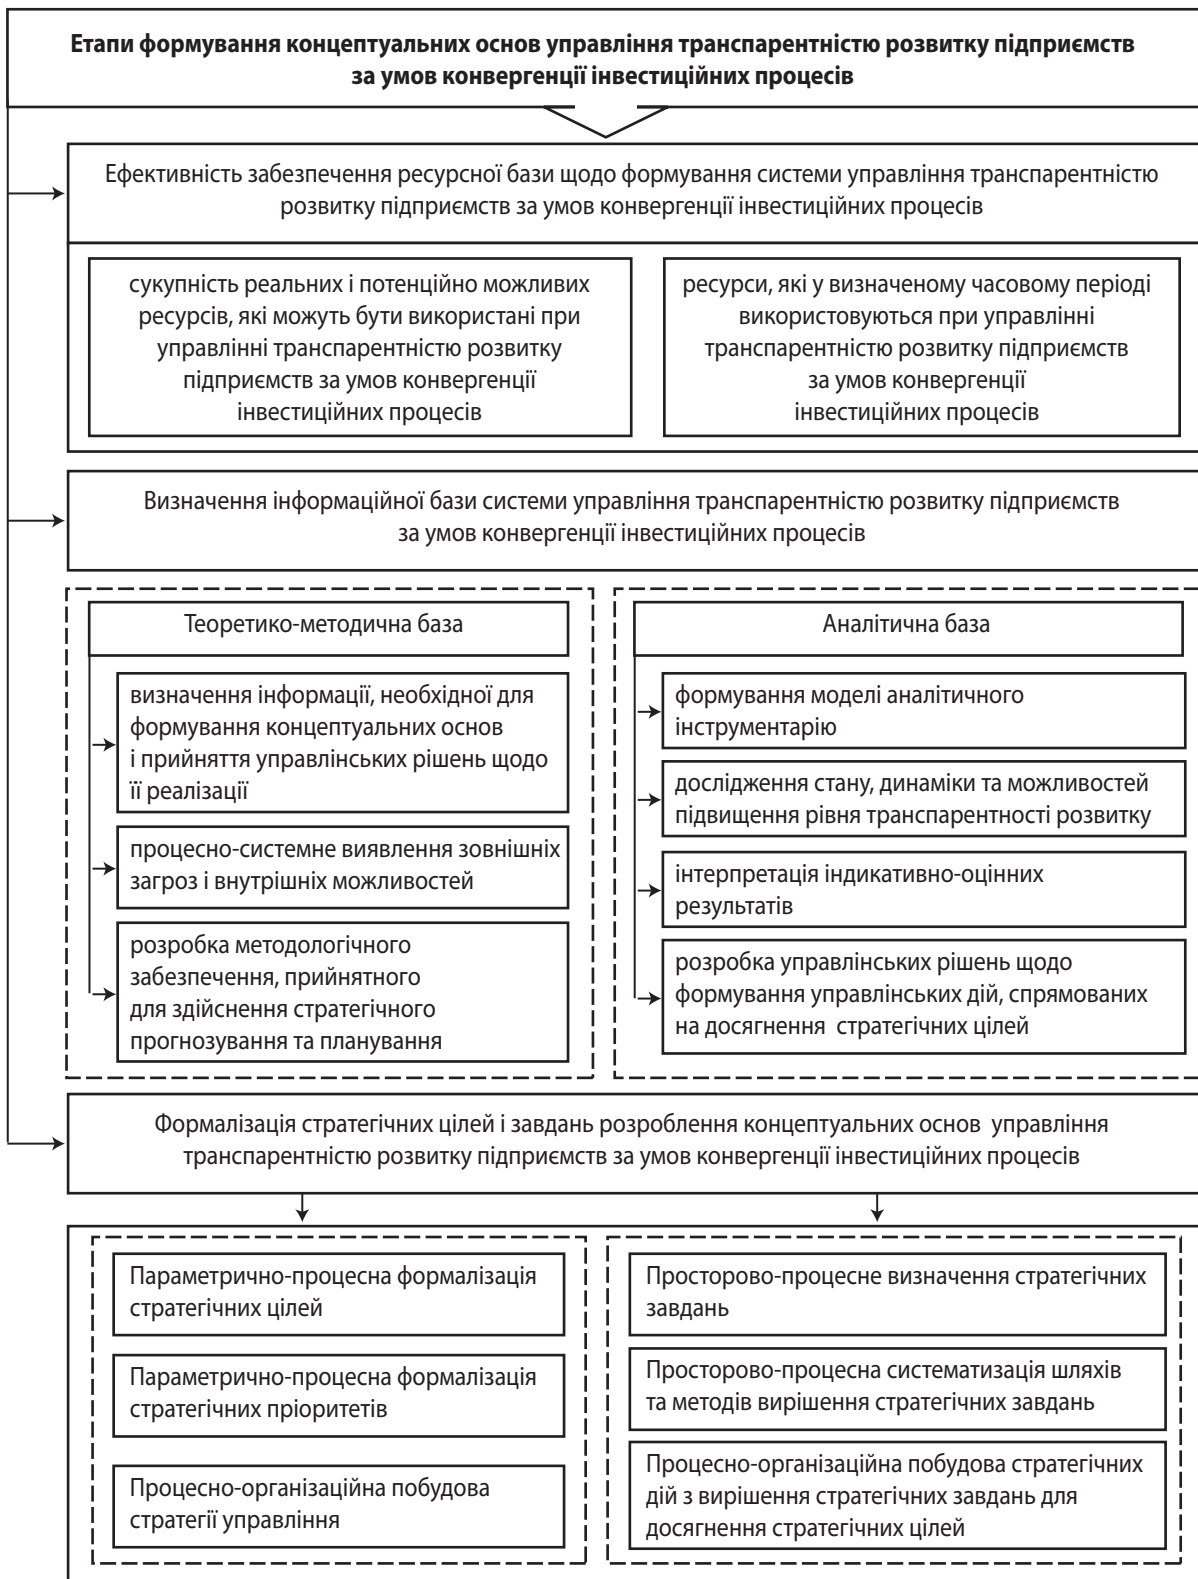 Етапи формування концептуальних основ управління транспарентністю розвитку підприємств
за умов конвергенції інвестиційних процесів
Ефективність забезпечення ресурсної бази щодо формування системи управління транспарентністю
розвитку підприємств за умов конвергенції інвестиційних процесів
сукупність реальних і потенційно можливих
ресурсів, які можуть бути використані при
управлінні транспарентністю розвитку
підприємств за умов конвергенції
інвестиційних процесів
ресурси, які у визначеному часовому періоді
використовуються при управлінні
транспарентністю розвитку підприємств
за умов конвергенції
інвестиційних процесів
Визначення інформаційної бази системи управління транспарентністю розвитку підприємств
за умов конвергенції інвестиційних процесів
Теоретико-методична база
визначення інформації, необхідної для
формування концептуальних основ
і прийняття управлінських рішень щодо
її реалізації
процесно-системне виявлення зовнішніх
загроз і внутрішніх можливостей
розробка методологічного
забезпечення, прийнятного
для здійснення стратегічного
прогнозування та планування
Аналітична база
формування моделі аналітичного
інструментарію
дослідження стану, динаміки та можливостей
підвищення рівня транспарентності розвитку
інтерпретація індикативно-оцінних
результатів
розробка управлінських рішень щодо
формування управлінських дій, спрямованих
на досягнення стратегічних цілей
Формалізація стратегічних цілей і завдань розроблення концептуальних основ управління
транспарентністю розвитку підприємств за умов конвергенції інвестиційних процесів
Параметрично-процесна формалізація
стратегічних цілей
Параметрично-процесна формалізація
стратегічних пріоритетів
Процесно-організаційна побудова
стратегії управління
Просторово-процесне визначення стратегічних
завдань
Просторово-процесна систематизація шляхів
та методів вирішення стратегічних завдань
Процесно-організаційна побудова стратегічних
дій з вирішення стратегічних завдань для
досягнення стратегічних цілей